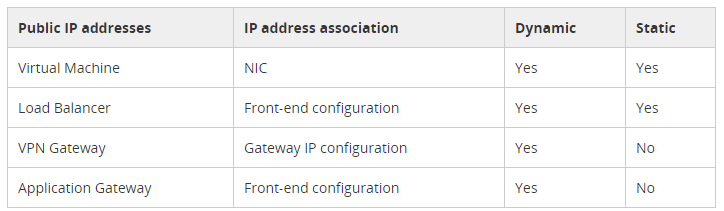 Public IP addresses IP address association Dynamic Static
Virtual Machine NIC Yes Yes
Load Balancer Front-end configuration Yes Yes
VPN Gateway Gateway IP configuration Yes No
Application Gateway Front-end configuration Yes No